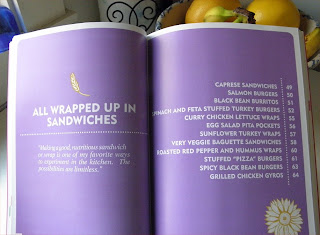 ALL WRAPPED UP IN
SANDWICHES
"Making a good, nutritious sandwich
or wrap is one of my favorite ways
to experiment in the kitchen. The
possibilities are limitless."
CAPRESE SANDWICHES 49
SALMON BURGERS 50
BLACK BEAN BURRITOS 51
SPINACH AND FETA STUFFED TURKEY BURGERS 52
CURRY CHICKEN LETTUCE WRAPS 55
EGG SALAD PITA POCKETS 56
SUNFLOWER TURKEY WRAPS 57
VERY VEGGIE BAGUETTE SANDWICHES 58
ROASTED RED PEPPER AND HUMMUS WRAPS 60
STUFFED "PIZZA" BURGERS 61
SPICY BLACK BEAN BURGERS 63
GRILLED CHICKEN GYROS 64